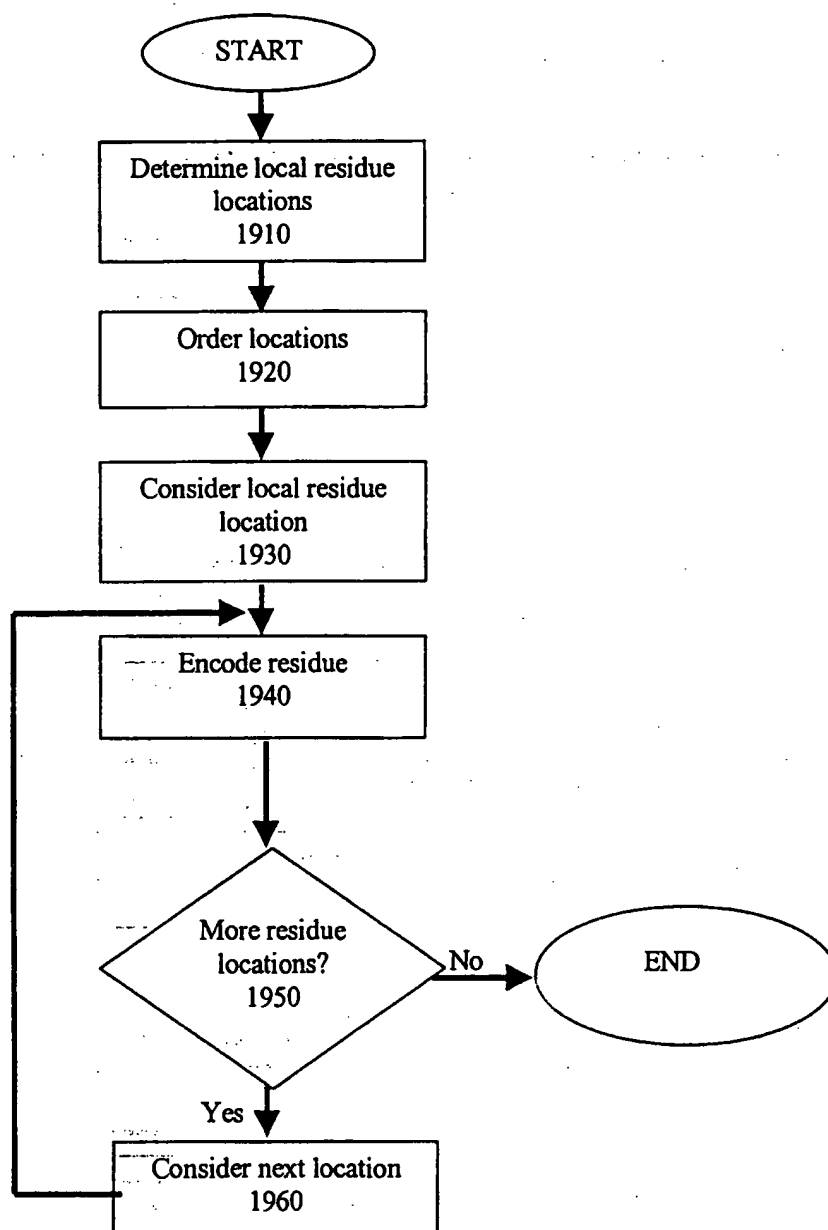 START
Determine local residue
locations
1910
Order locations
1920
Consider local residue
location
1930
Encode residue
1940
More residue
locations?
1950
No
END
Yes
Consider next location
1960